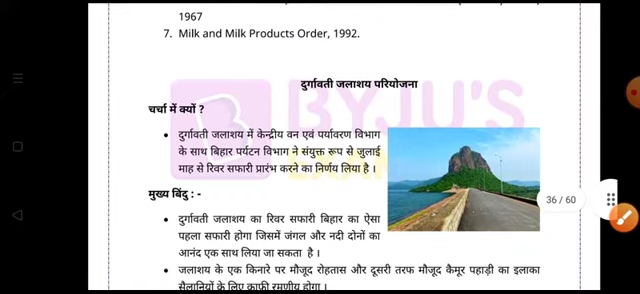 1967
7. Milk and Milk Products Order, 1992.
दुर्गावती जलाशय परियोजना
चर्चा में क्यों ?
• दुर्गावती जलाशय में केन्द्रीय वन एवं पर्यावरण विभाग
के साथ बिहार पर्यटन विभाग ने संयुक्त रूप से जुलाई
माह से रिवर सफारी प्रारंभ करने का निर्णय लिया है ।
मुख्य बिंदु : -
• दुर्गावती जलाशय का रिवर सफारी बिहार का ऐसा
पहला सफारी होगा जिसमें जंगल और नदी दोनों का
आनंद एक साथ लिया जा सकता है ।
• जलाशय के एक किनारे पर मौजूद रोहतास और दूसरी तरफ मौजूद कैमूर पहाड़ी का इलाका
सैलानियों के लिए काफी रमणीय होगा ।
BYJU'S
36 / 60